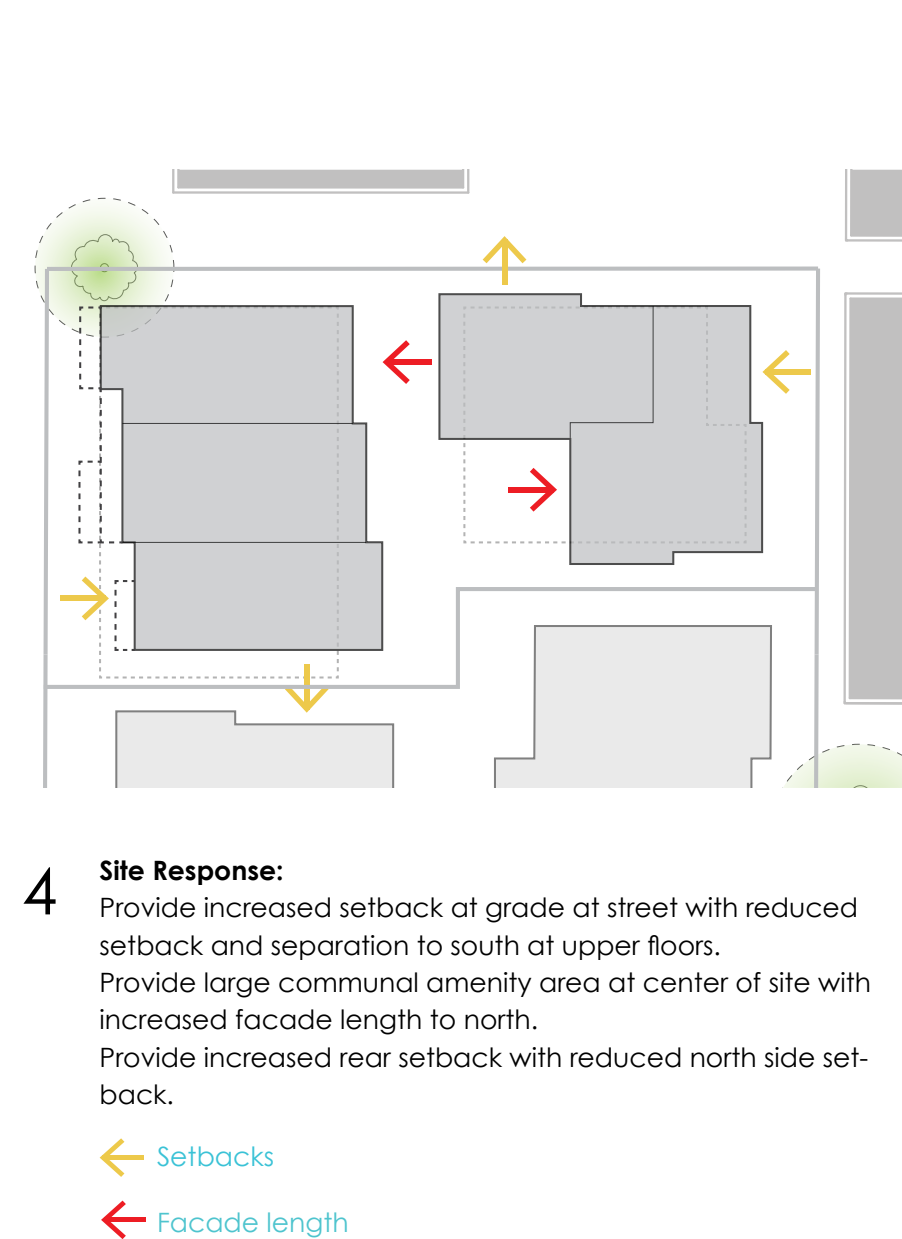 4
Site Response:
Provide increased setback at grade at street with reduced
setback and separation to south at upper floors.
Provide large communal amenity area at center of site with
increased facade length to north.
Provide increased rear setback with reduced north side set-
back.
Setbacks
Facade length